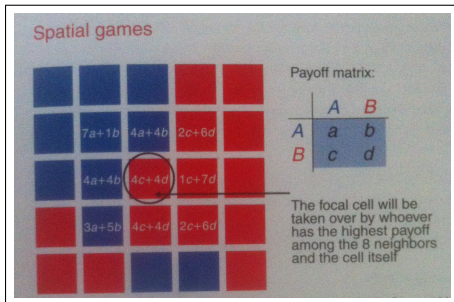 Spatial games
Payoff matrix:
A B
A a b
B c d
7a+1b 4a+4b 2c+6d
4a+4b 4c+4d 1c+7d
3a+5b 4c+4d 2c+6d
The focal cell will be
taken over by whoever
has the highest payoff
among the 8 neighbors
and the cell itself